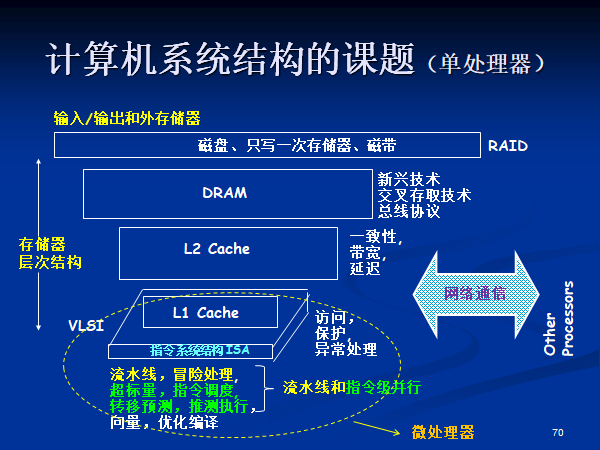 计算机系统结构的课题（单处理器）
输入/输出和外存储器
磁盘、只写一次存储器、磁带
RAID
DRAM
新兴技术
交叉存取技术
总线协议
存储器
层次结构
L2 Cache
一致性,
带宽,
延迟
网络通信
Other
Processors
VLSI
L1 Cache
访问，
保护
异常处理
指令系统结构ISA
流水线，冒险处理,
超标量，指令调度,
转移预测，推测执行，
向量，优化编译
流水线和指令级并行
微处理器
70